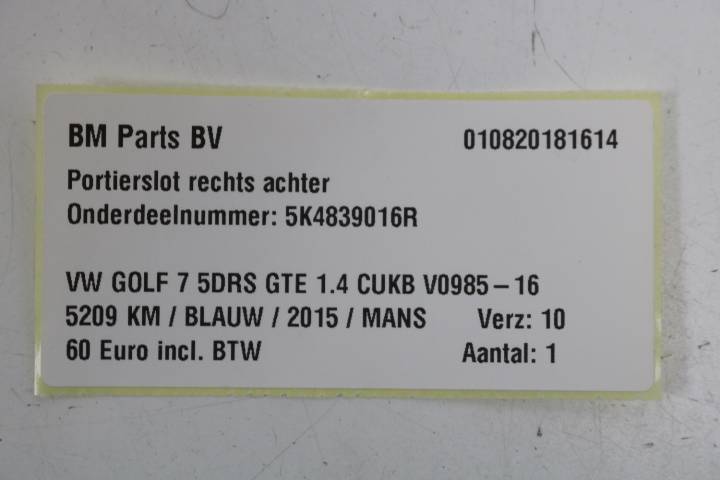 BM Parts BV 010820181614
Portierslot rechts achter
Onderdeelnummer: 5K4839016R
VW GOLF 7 5DRS GTE 1.4 CUKB V0985-16
5209 KM / BLAUW / 2015 / MANS Verz: 10
60 Euro incl. BTW Aantal: 1